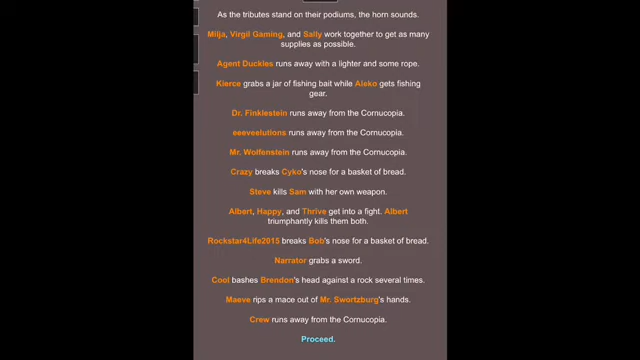 As the tributes stand on their podiums, the horn sounds.
Milja, Virgil Gaming, and Sally work together to get as many
supplies as possible.
Agent Duckies runs away with a lighter and some rope.
Kierce grabs a jar of fishing bait while Aleko gets fishing
gear.
Dr. Finklestein runs away from the Cornucopia.
eeeveelutions runs away from the Cornucopia.
Mr. Wolfenstein runs away from the Cornucopia.
Crazy breaks Cyko's nose for a basket of bread.
Steve kills Sam with her own weapon.
Albert, Happy, and Thrive get into a fight. Albert
triumphantly kills them both.
Rockstar4Life2015 breaks Bob's nose for a basket of bread.
Narrator grabs a sword.
Cool bashes Brendon's head against a rock several times.
Maeve rips a mace out of Mr. Swortzburg's hands.
Crew runs away from the Cornucopia.
Proceed.